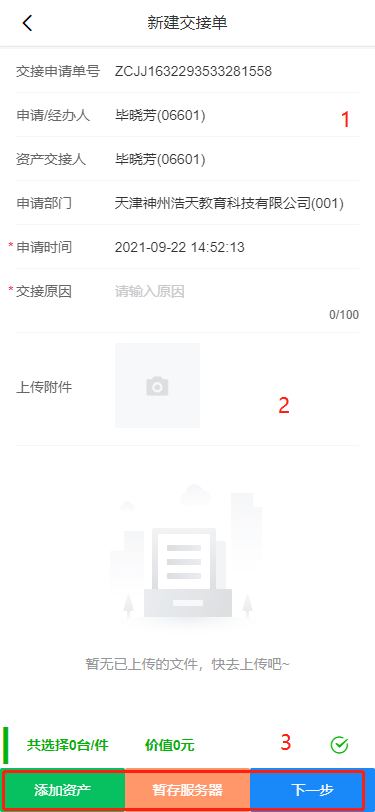 新建交接单
交接申请单号 ZCJJ1632293533281558
申请/经办人 毕晓芳(06601) 1
资产交接人 毕晓芳(06601)
申请部门 天津神州浩天教育科技有限公司(001)
*申请时间 2021-09-22 14:52:13
*交接原因 请输入原因
0/100
上传附件
2
暂无已上传的文件，快去上传吧~
共选择0台/件 价值0元 3
添加资产 暂存服务器 下一步